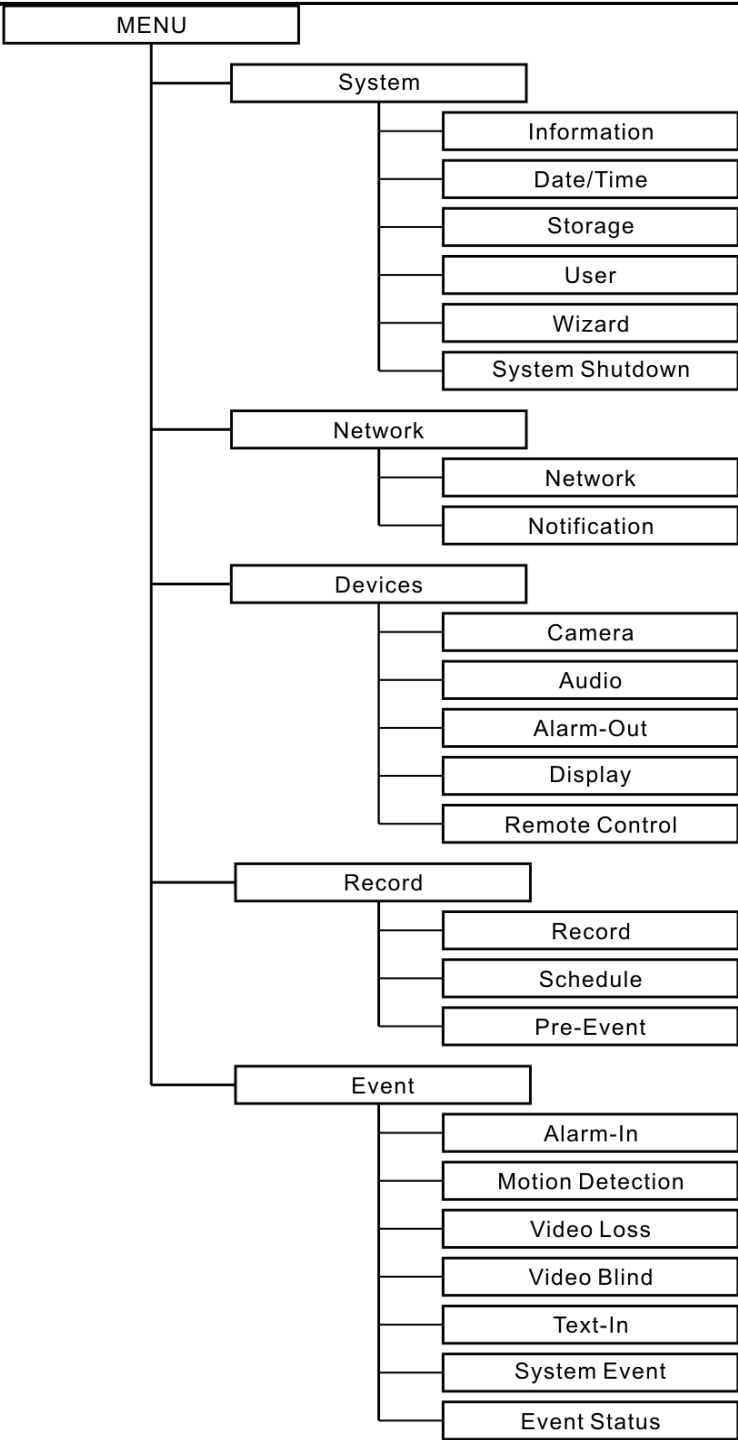 MENU
System
Information
Date/Time
Storage
User
Wizard
System Shutdown
Network
Network
Notification
Devices
Camera
Audio
Alarm-Out
Display
Remote Control
Record
Record
Schedule
Pre-Event
Event
Alarm-In
Motion Detection
Video Loss
Video Blind
Text-In
System Event
Event Status